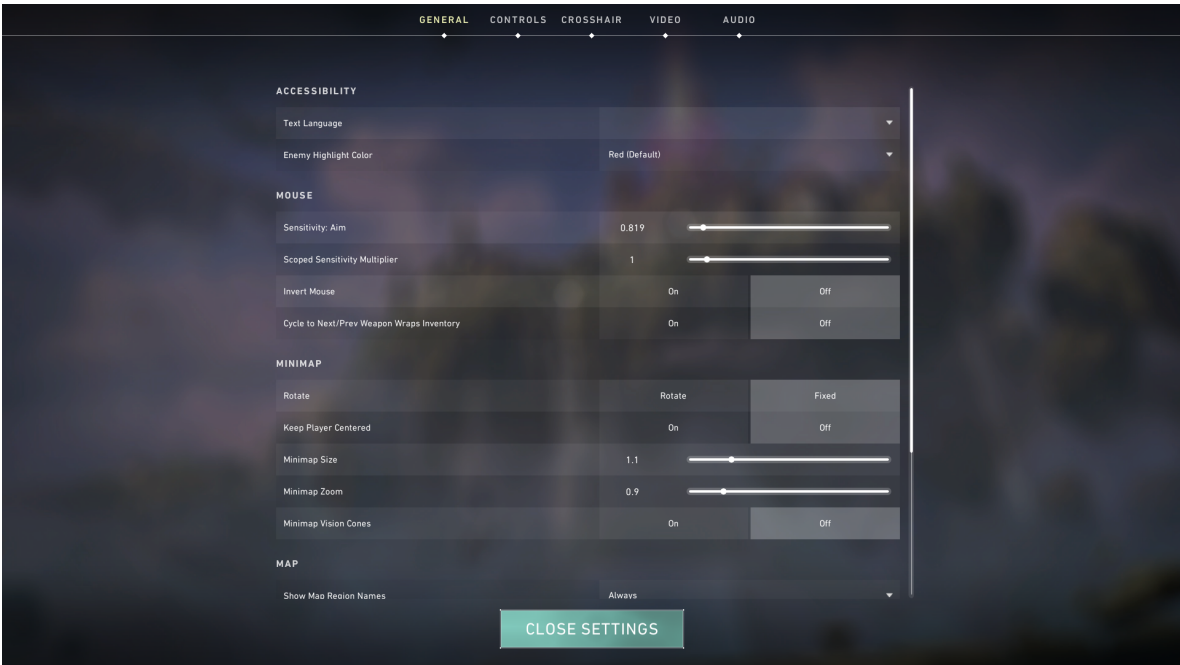 GENERAL CONTROLS CROSSHAIR VIDEO AUDIO
ACCESSIBILITY
Text Language
Enemy Highlight Color Red (Default)
MOUSE
Sensitivity: Aim 0.819
Scoped Sensitivity Multiplier 1
Invert Mouse On Off
Cycle to Next/Prev Weapon Wraps Inventory On Off
MINIMAP
Rotate Rotate Fixed
Keep Player Centered On Off
Minimap Size 1.1
Minimap Zoom 0.9
Minimap Vision Cones On Off
MAP
Show Map Region Names Always
CLOSE SETTINGS